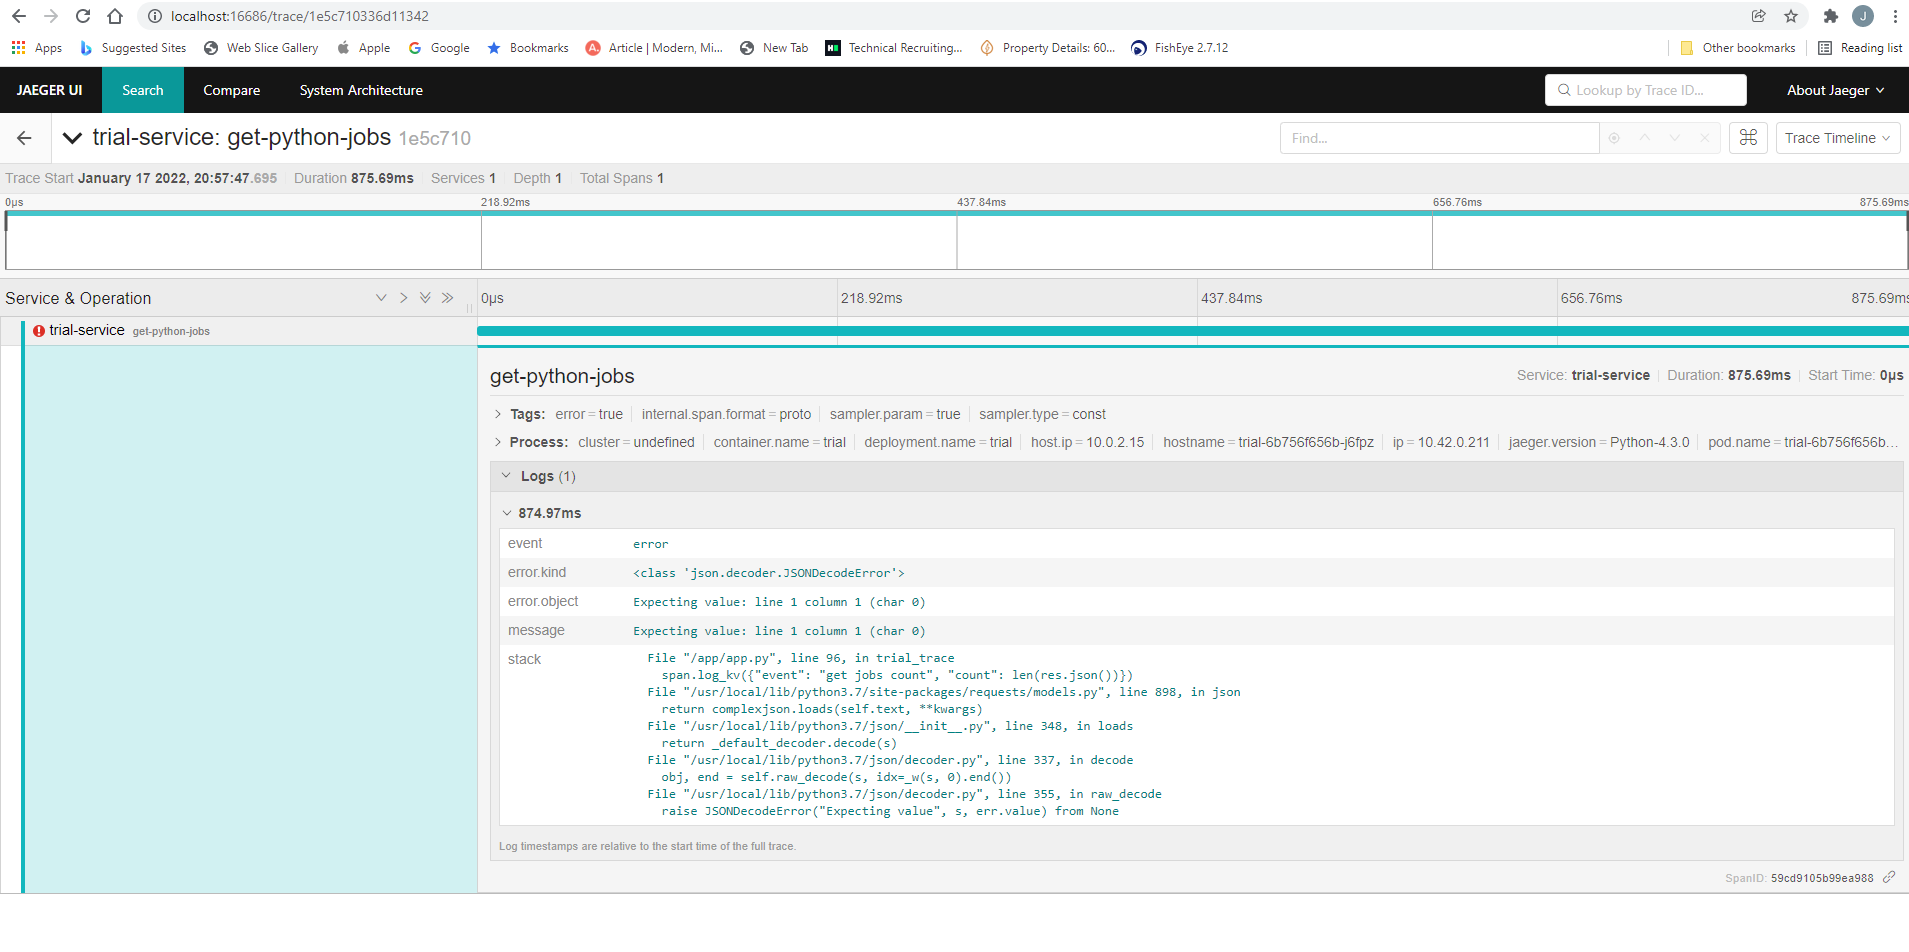 localhost:16686/trace/1e5c710336d11342
J
Apps
Suggested Sites
Web Slice Gallery
Apple
Google
Bookmarks
Article | Modern, Mi...
New Tab
Technical Recruiting...
Property Details: 60...
FishEye 2.7.12
Other bookmarks
Reading list
JAEGER UI
Search
Compare
System Architecture
Lookup by Trace ID...
About Jaeger
trial-service: get-python-jobs 1e5c710
Find...
Trace Timeline
Trace Start January 17 2022, 20:57:47.695
Duration 875.69ms
Services 1
Depth 1
Total Spans 1
0μs
218.92ms
437.84ms
656.76ms
875.69ms
Service & Operation
0μs
218.92ms
437.84ms
656.76ms
875.69ms
trial-service get-python-jobs
get-python-jobs
Service: trial-service
Duration: 875.69ms
Start Time: 0μs
Tags: error = true internal.span.format = proto sampler.param = true sampler.type = const
Process: cluster = undefined container.name = trial deployment.name = trial host.ip = 10.0.2.15 hostname = trial-6b756f656b-j6fpz ip = 10.42.0.211 jaeger.version = Python-4.3.0 pod.name = trial-6b756f656b...
Logs (1)
874.97ms
event error
error.kind <class 'json.decoder.JSONDecodeError'>
error.object Expecting value: line 1 column 1 (char 0)
message Expecting value: line 1 column 1 (char 0)
stack File "/app/app.py", line 96, in trial_trace
span.log_kv({"event": "get jobs count", "count": len(res.json())})
File "/usr/local/lib/python3.7/site-packages/requests/models.py", line 898, in json
return complexjson.loads(self.text, **kwargs)
File "/usr/local/lib/python3.7/json/__init__.py", line 348, in loads
return _default_decoder.decode(s)
File "/usr/local/lib/python3.7/json/decoder.py", line 337, in decode
obj, end = self.raw_decode(s, idx=_w(s, 0).end())
File "/usr/local/lib/python3.7/json/decoder.py", line 355, in raw_decode
raise JSONDecodeError("Expecting value", s, err.value) from None
Log timestamps are relative to the start time of the full trace.
SpanID: 59cd9105b99ea988